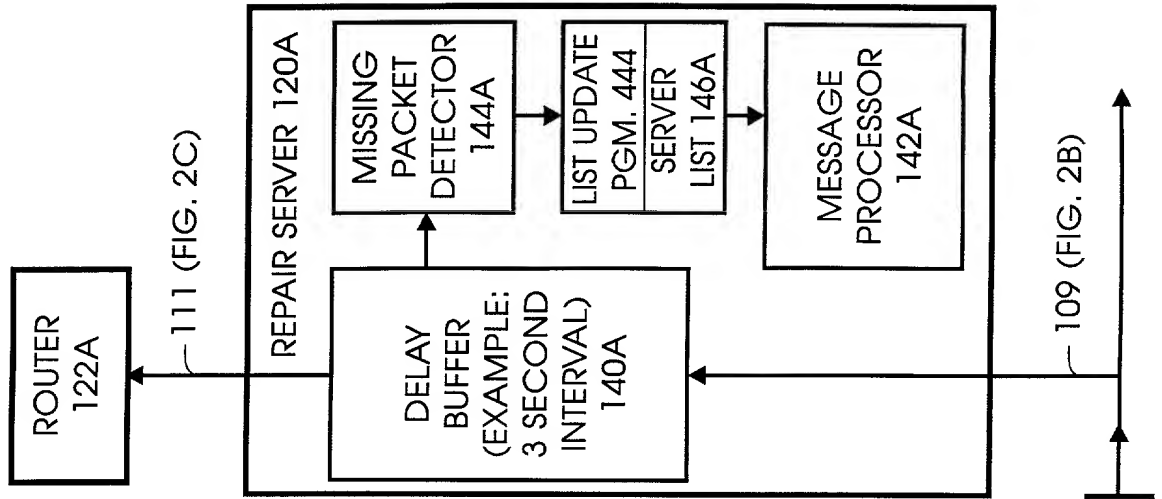 ROUTER
122A
111 (FIG. 2C)
REPAIR SERVER 120A
DELAY
BUFFER
(EXAMPLE:
3 SECOND
INTERVAL)
140A
MISSING
PACKET
DETECTOR
144A
LIST UPDATE
PGM. 444
SERVER
LIST 146A
MESSAGE
PROCESSOR
142A
109 (FIG. 2B)